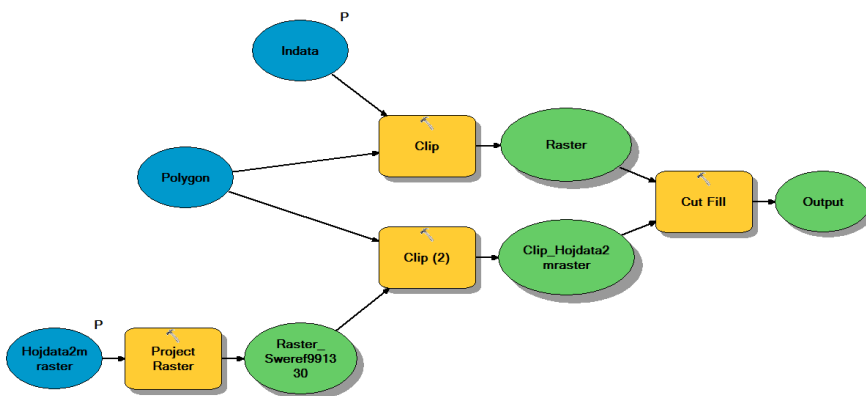 P
Indata
Clip
Raster
Polygon
Cut Fill
Output
Clip (2)
Clip_Hojdata2
mraster
P
Hojdata2m
raster
Project
Raster
Raster_
Sweref9913
30